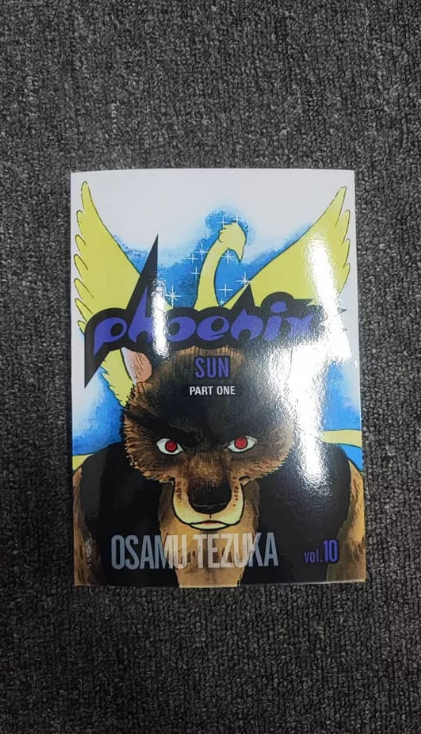 phoenix
SUN
PART ONE
OSAMU TEZUKA
vol.10